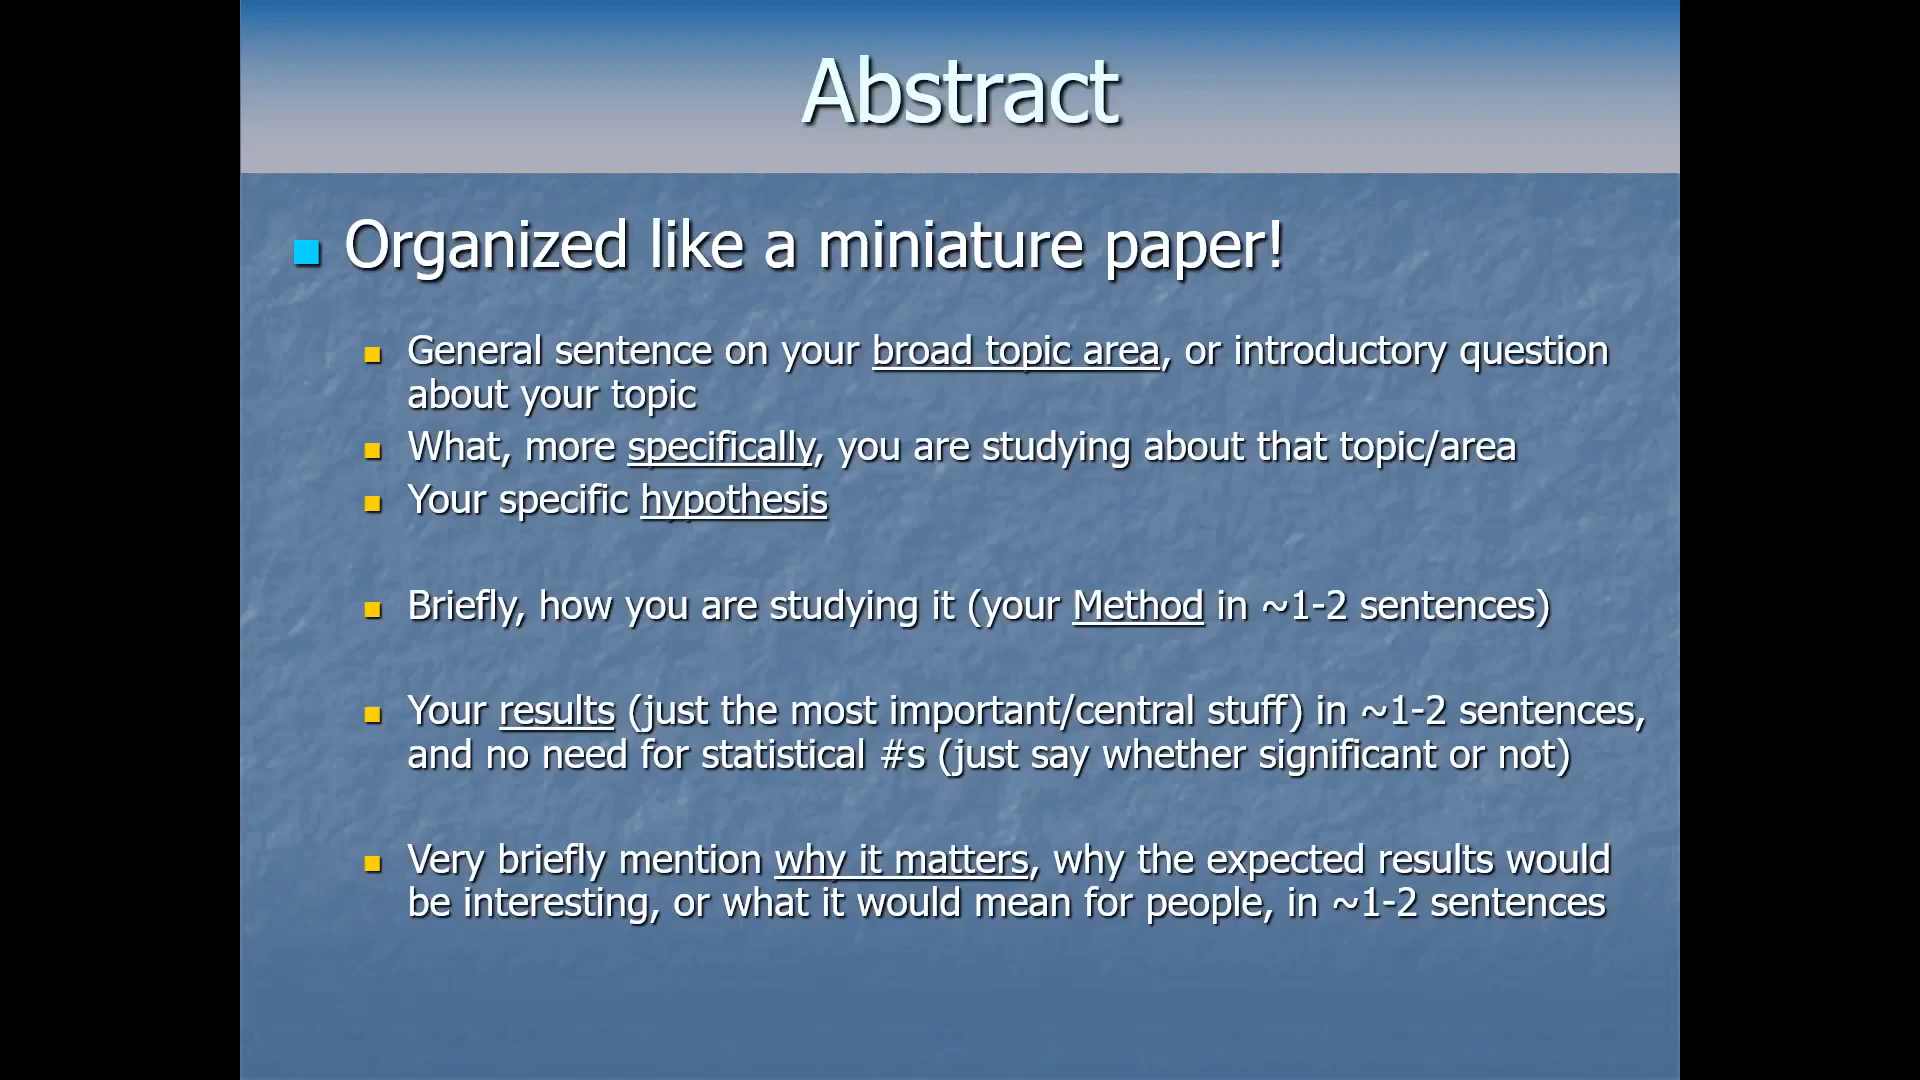 Abstract
Organized like a miniature paper!
General sentence on your broad topic area, or introductory question
about your topic
What, more specifically, you are studying about that topic/area
Your specific hypothesis
Briefly, how you are studying it (your Method in ~1-2 sentences)
Your results (just the most important/central stuff) in ~1-2 sentences,
and no need for statistical #s (just say whether significant or not)
Very briefly mention why it matters, why the expected results would
be interesting, or what it would mean for people, in ~1-2 sentences